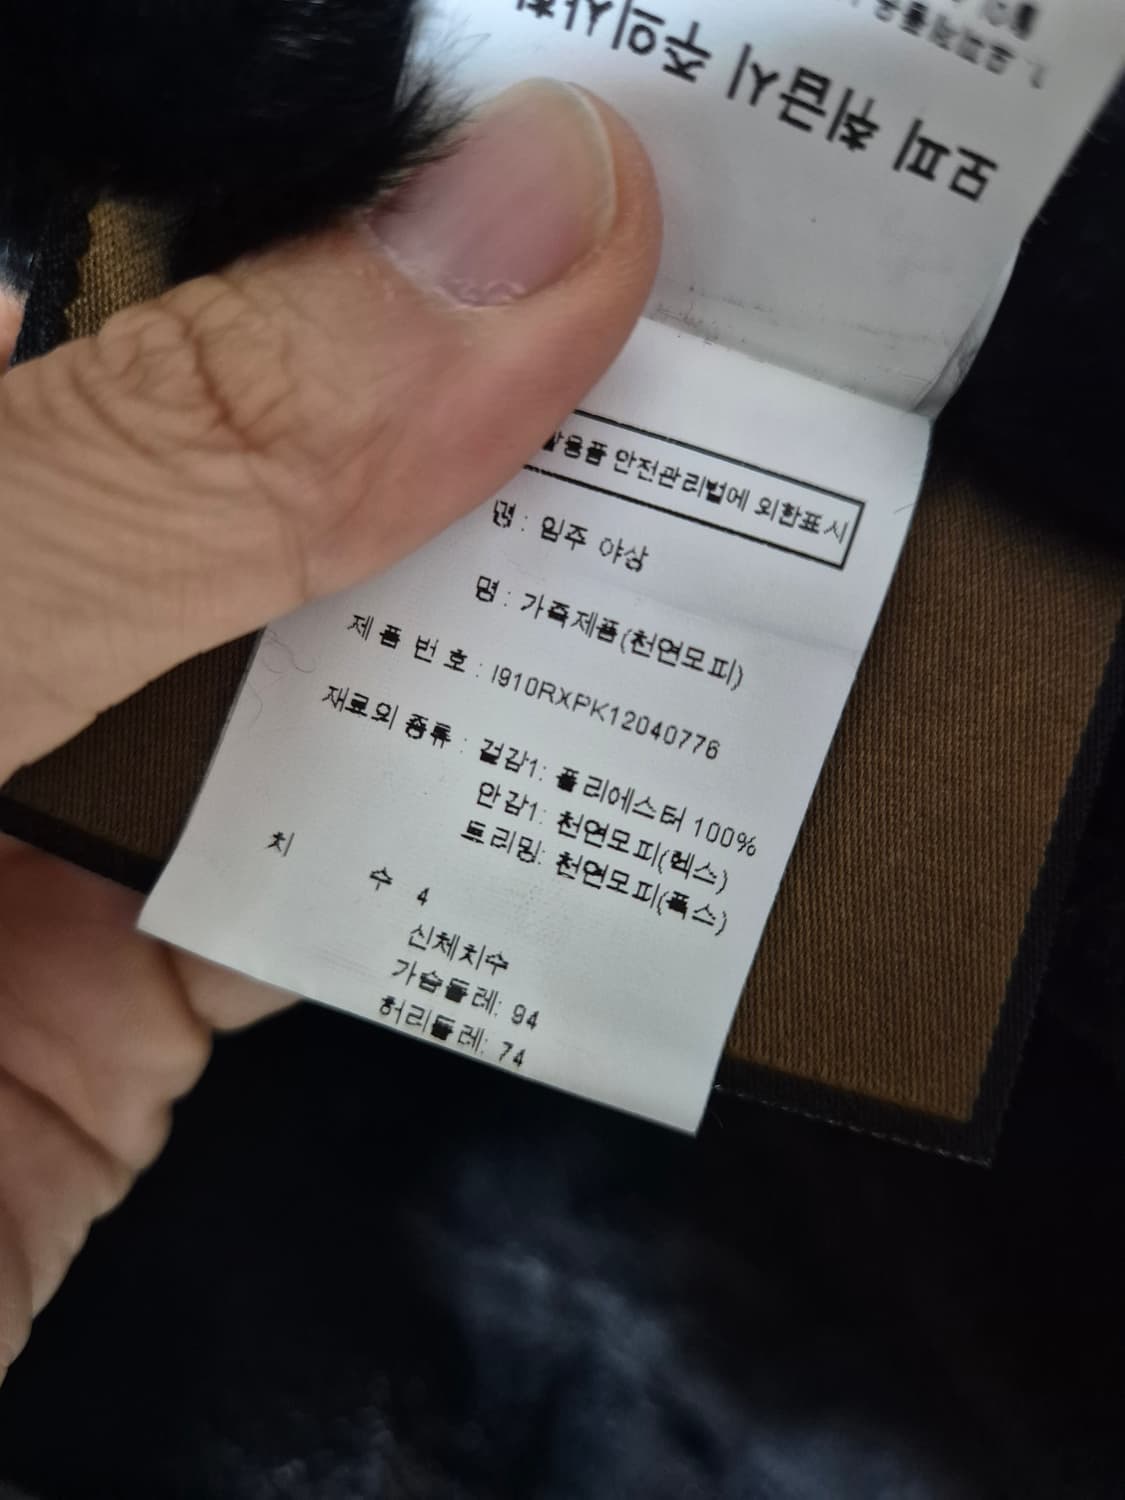 모피 취급시 주의사항
활용품 안전관리법에 의한표시
명 : 임주 야상
명 : 가죽제품(천연모피)
제 품 번 호 : I910RXPK12040776
재료의 종류 : 겉감1: 폴리에스터 100%
안감1: 천연모피(렉스)
트리밍: 천연모피(폭스)
치 수 4
신체치수
가슴둘레: 94
허리둘레: 74